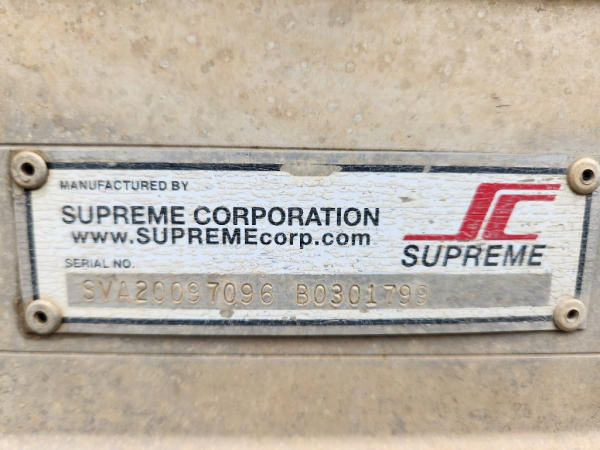 MANUFACTURED BY
SUPREME CORPORATION
www.SUPREMEcorp.com
SUPREME
SERIAL NO.
SVA20097096 B0301799